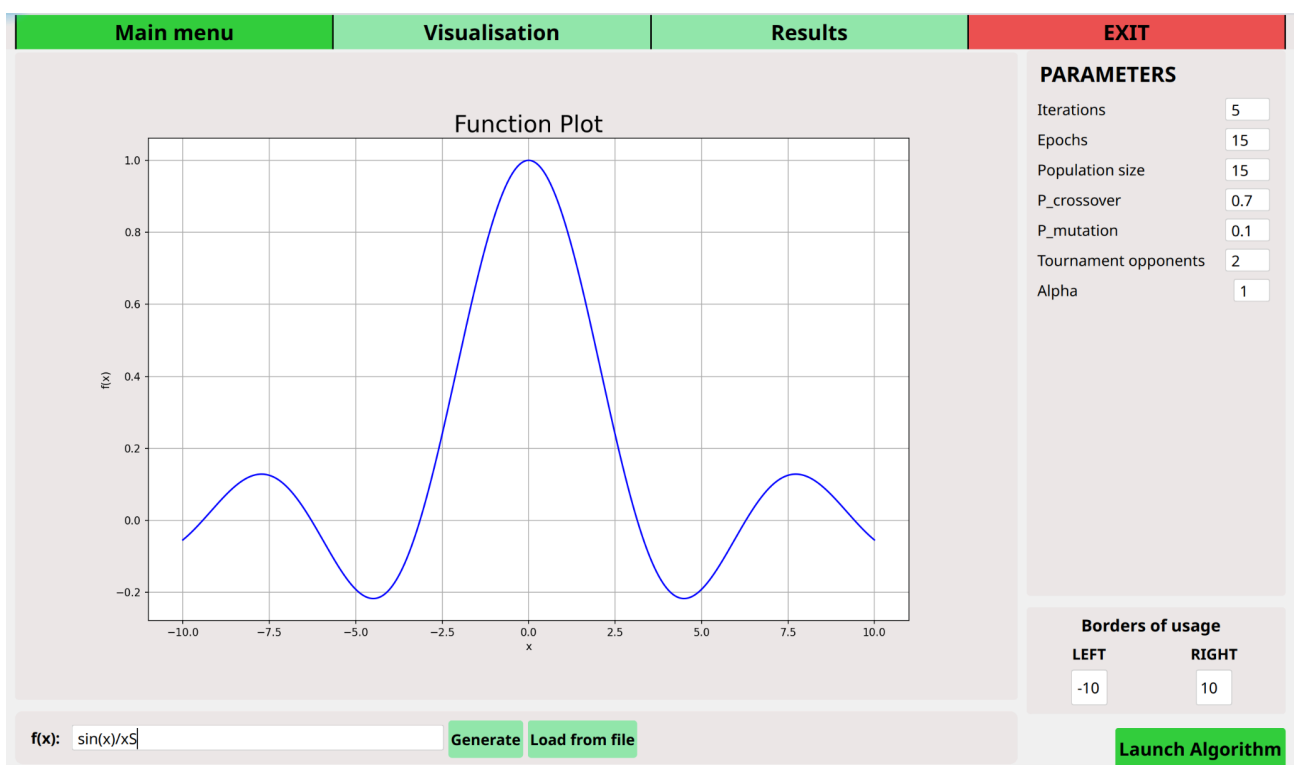 Main menu
Visualisation
Results
EXIT
Function Plot
1.0
0.8
0.6
0.4
0.2
0.0
−0.2
f(x)
−10.0 −7.5 −5.0 −2.5 0.0 2.5 5.0 7.5 10.0
x
f(x): sin(x)/xS Generate Load from file
PARAMETERS
Iterations 5
Epochs 15
Population size 15
P_crossover 0.7
P_mutation 0.1
Tournament opponents 2
Alpha 1
Borders of usage
LEFT RIGHT
-10 10
Launch Algorithm